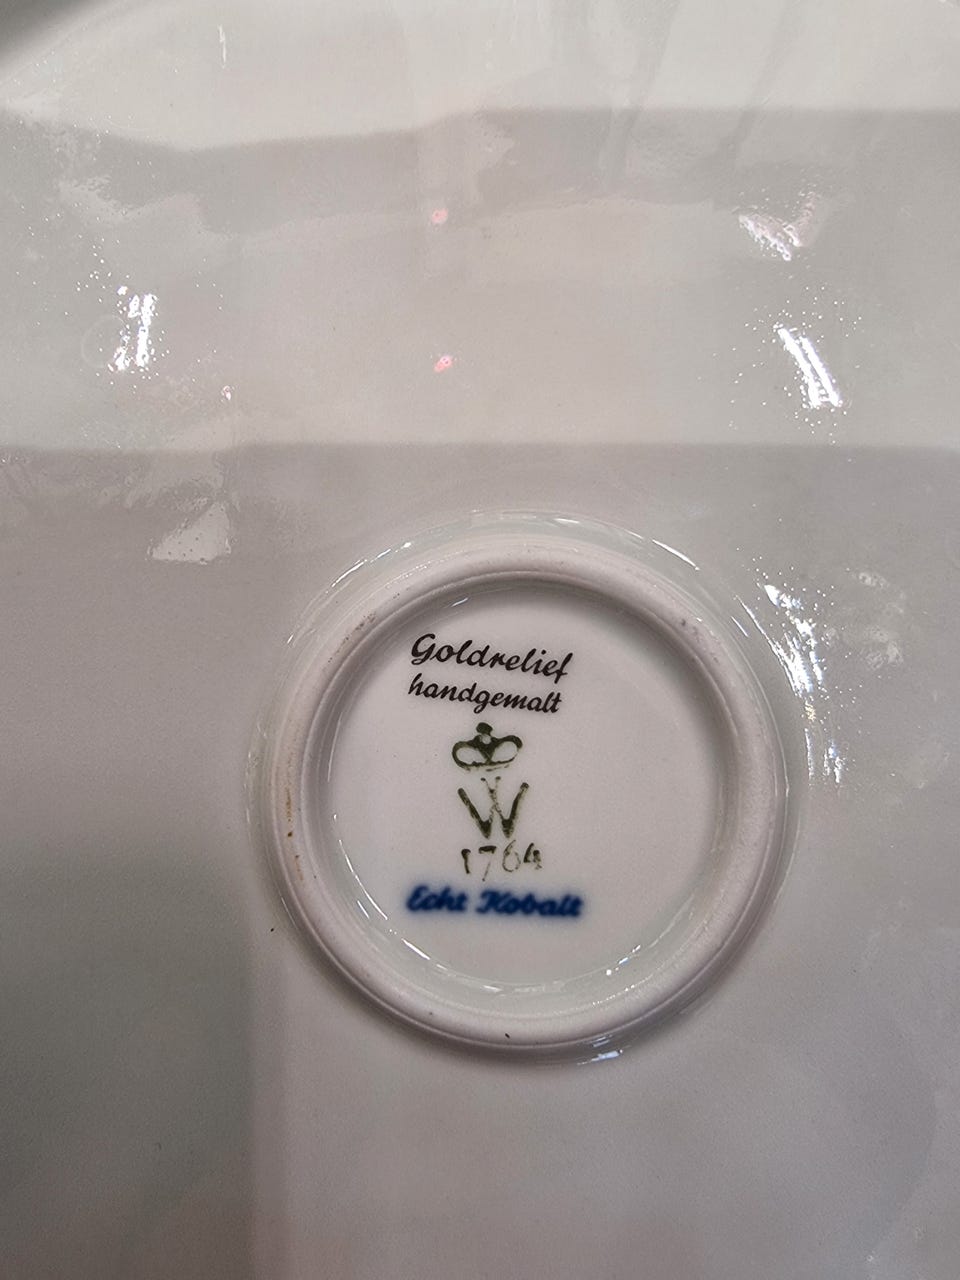 Goldrelief
handgemalt
W
1764
Echt Kobalt